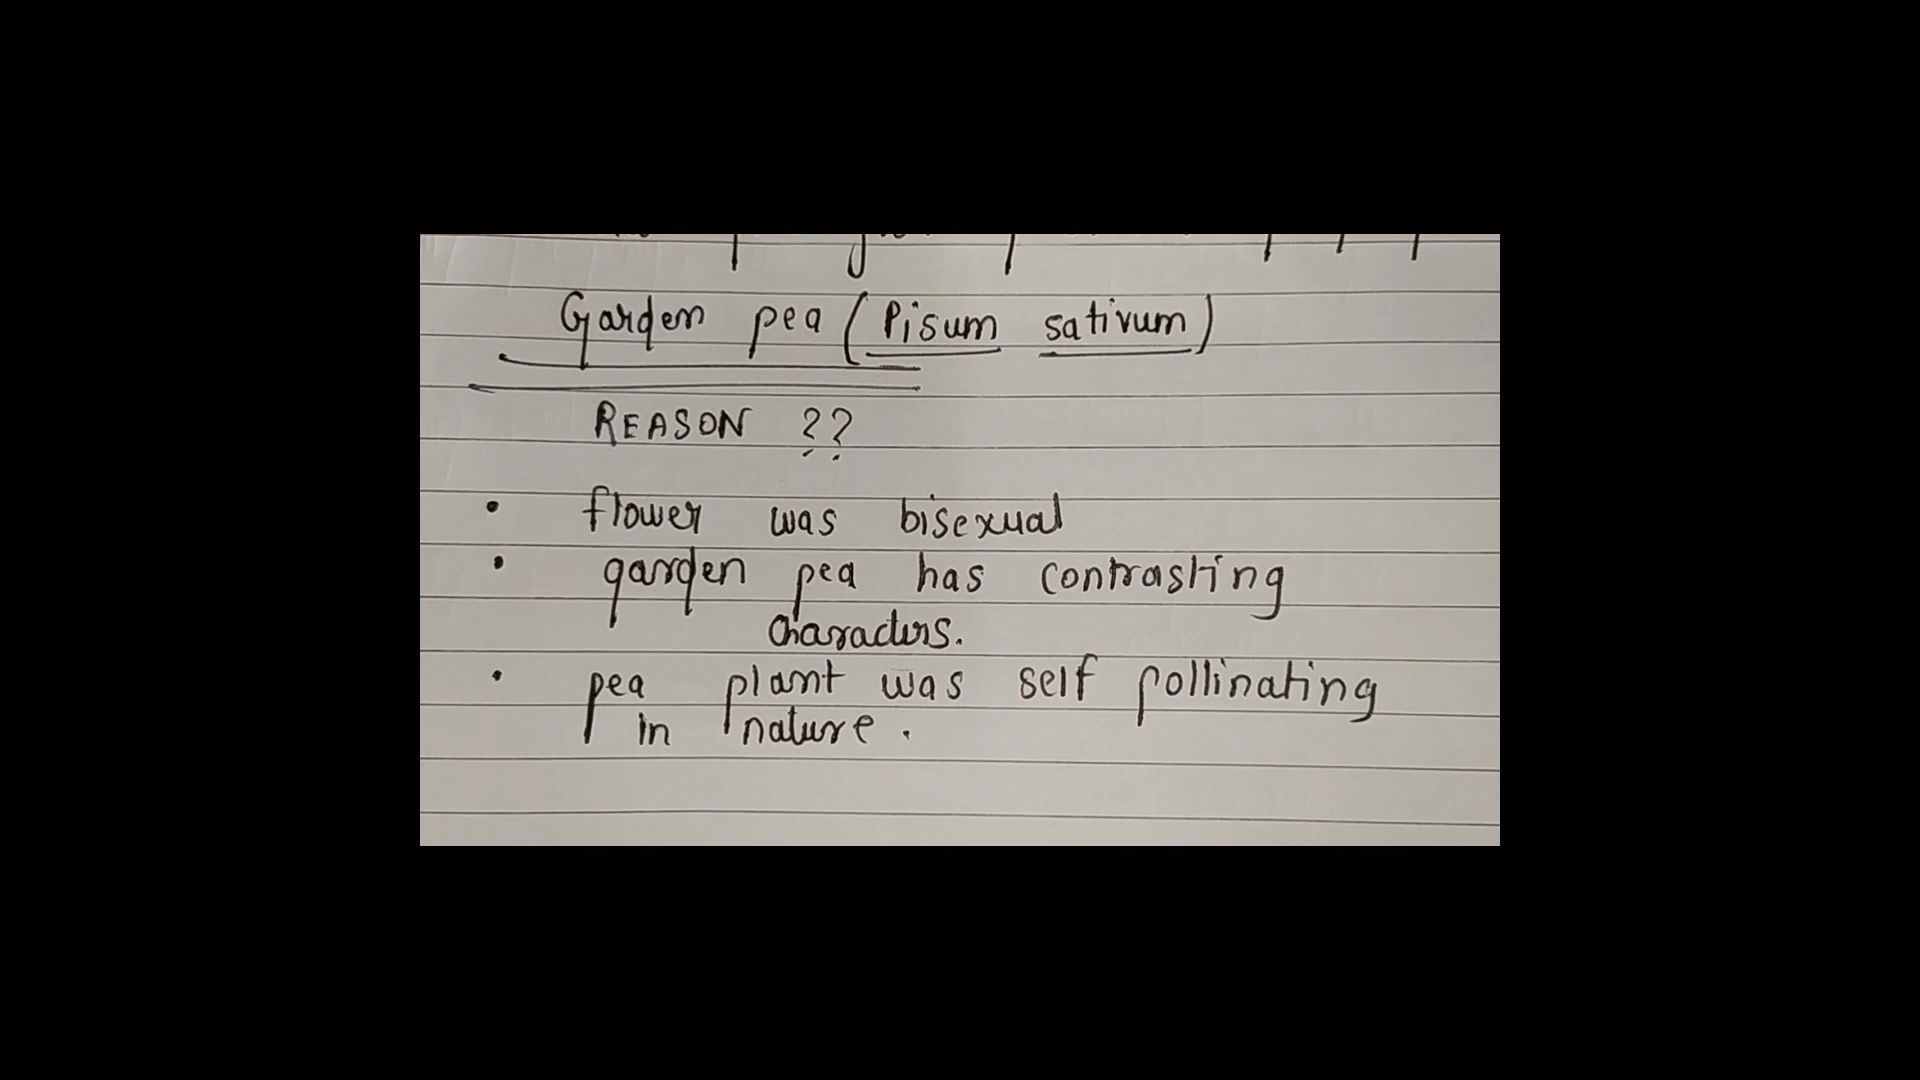 Garden pea (Pisum sativum)
REASON ??
• flower was bisexual
• garden pea has contrasting
characters.
• pea plant was self pollinating
in nature.